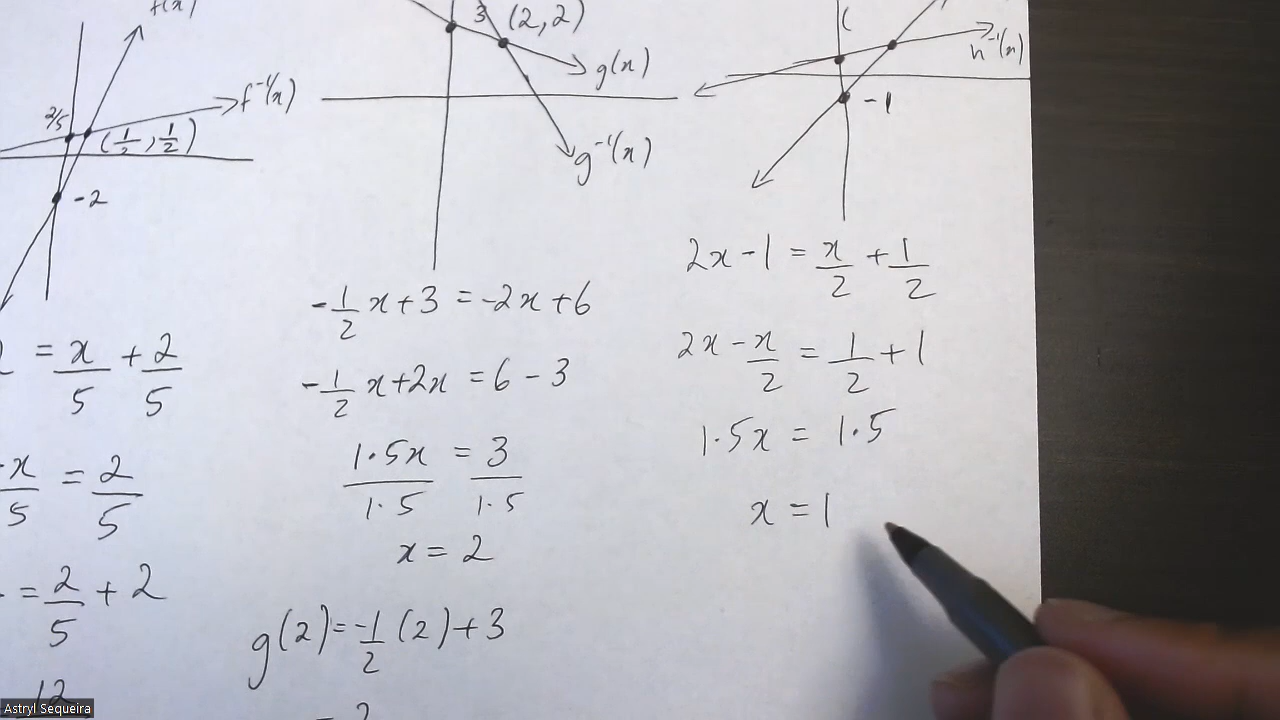 f(x)
f⁻¹(x)
2/5
(1/2, 1/2)
-2
= x/5 + 2/5
x/5 = 2/5
= 2/5 + 2
12
3 (2,2)
g(x)
g⁻¹(x)
-1/2 x + 3 = -2x + 6
-1/2 x + 2x = 6 - 3
1.5x/1.5 = 3/1.5
x = 2
g(2) = -1/2 (2) + 3
h⁻¹(x)
-1
2x - 1 = x/2 + 1/2
2x - x/2 = 1/2 + 1
1.5x = 1.5
x = 1
Astryl Sequeira